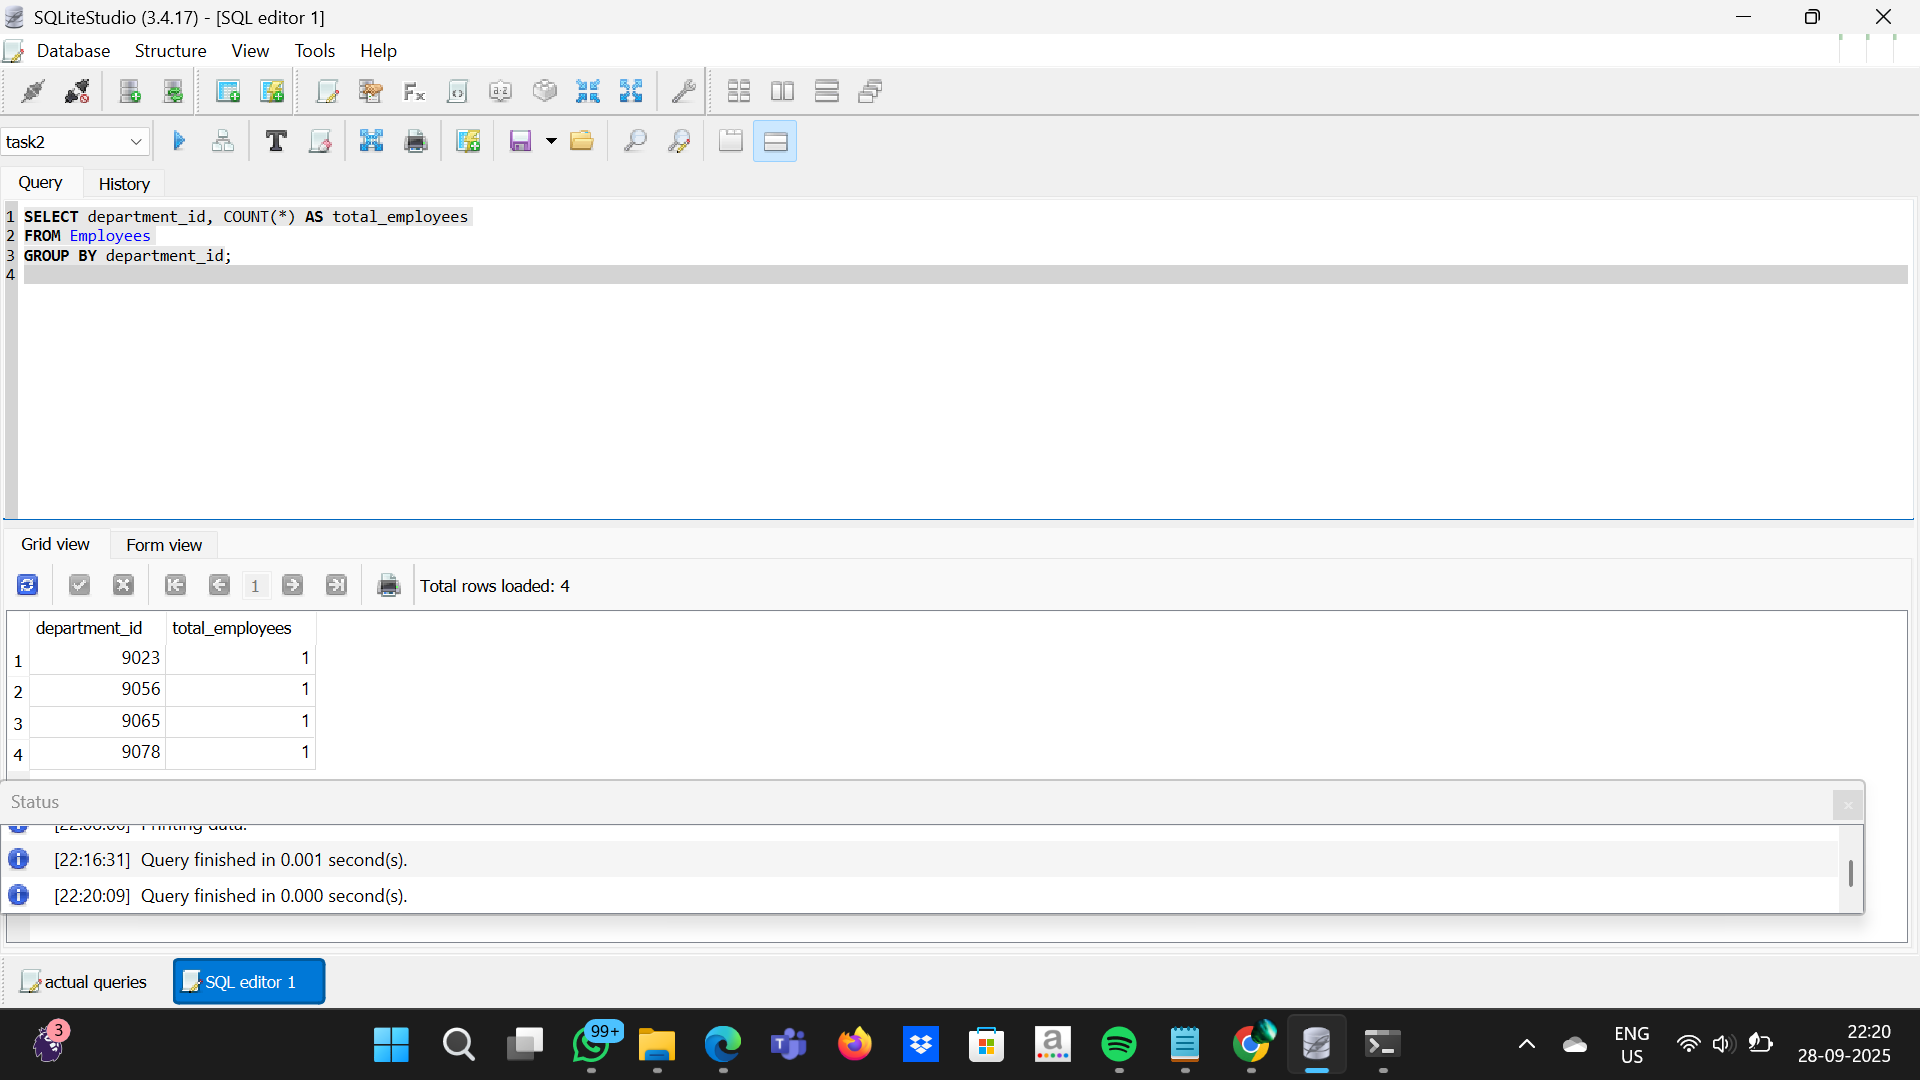 SQLiteStudio (3.4.17) - [SQL editor 1]
Database Structure View Tools Help
task2
Query History
1 SELECT department_id, COUNT(*) AS total_employees
2 FROM Employees
3 GROUP BY department_id;
4
Grid view Form view
1 Total rows loaded: 4
department_id total_employees
1 9023 1
2 9056 1
3 9065 1
4 9078 1
Status
Printing data.
[22:16:31] Query finished in 0.001 second(s).
[22:20:09] Query finished in 0.000 second(s).
actual queries SQL editor 1
3
99+
ENG
US
22:20
28-09-2025